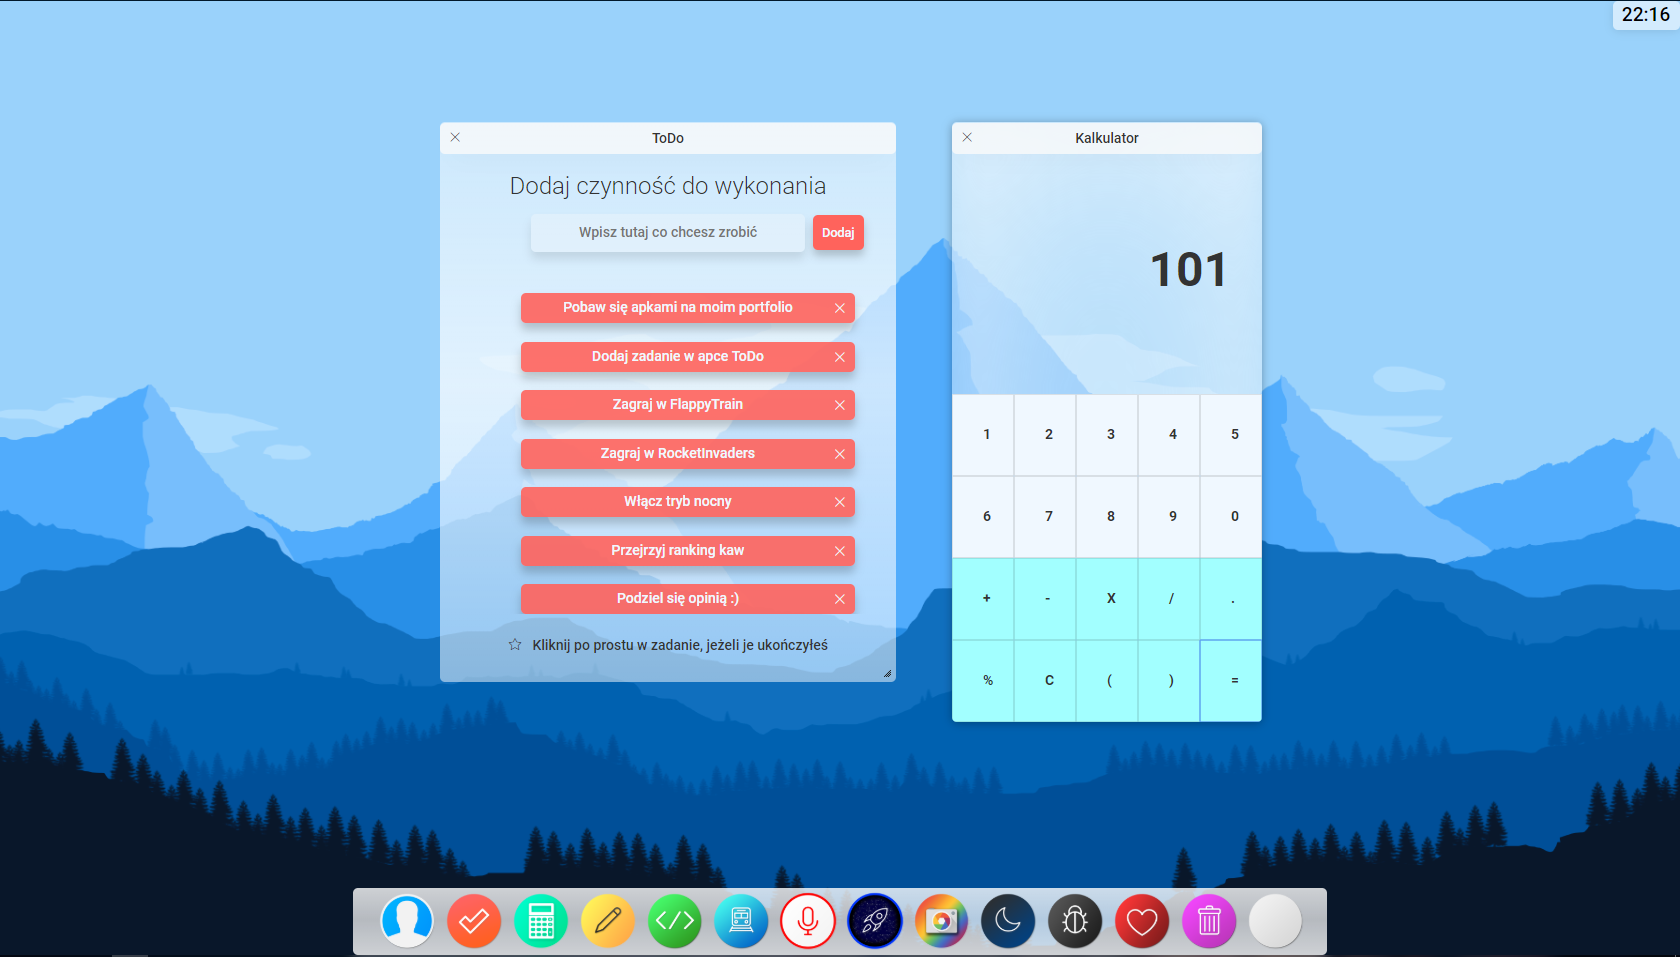 22:16
ToDo
Dodaj czynność do wykonania
Wpisz tutaj co chcesz zrobić
Dodaj
Pobaw się apkami na moim portfolio
Dodaj zadanie w apce ToDo
Zagraj w FlappyTrain
Zagraj w RocketInvaders
Włącz tryb nocny
Przejrzyj ranking kaw
Podziel się opinią :)
Kliknij po prostu w zadanie, jeżeli je ukończyłeś
Kalkulator
101
1 2 3 4 5
6 7 8 9 0
+ - X / .
% C ( ) =